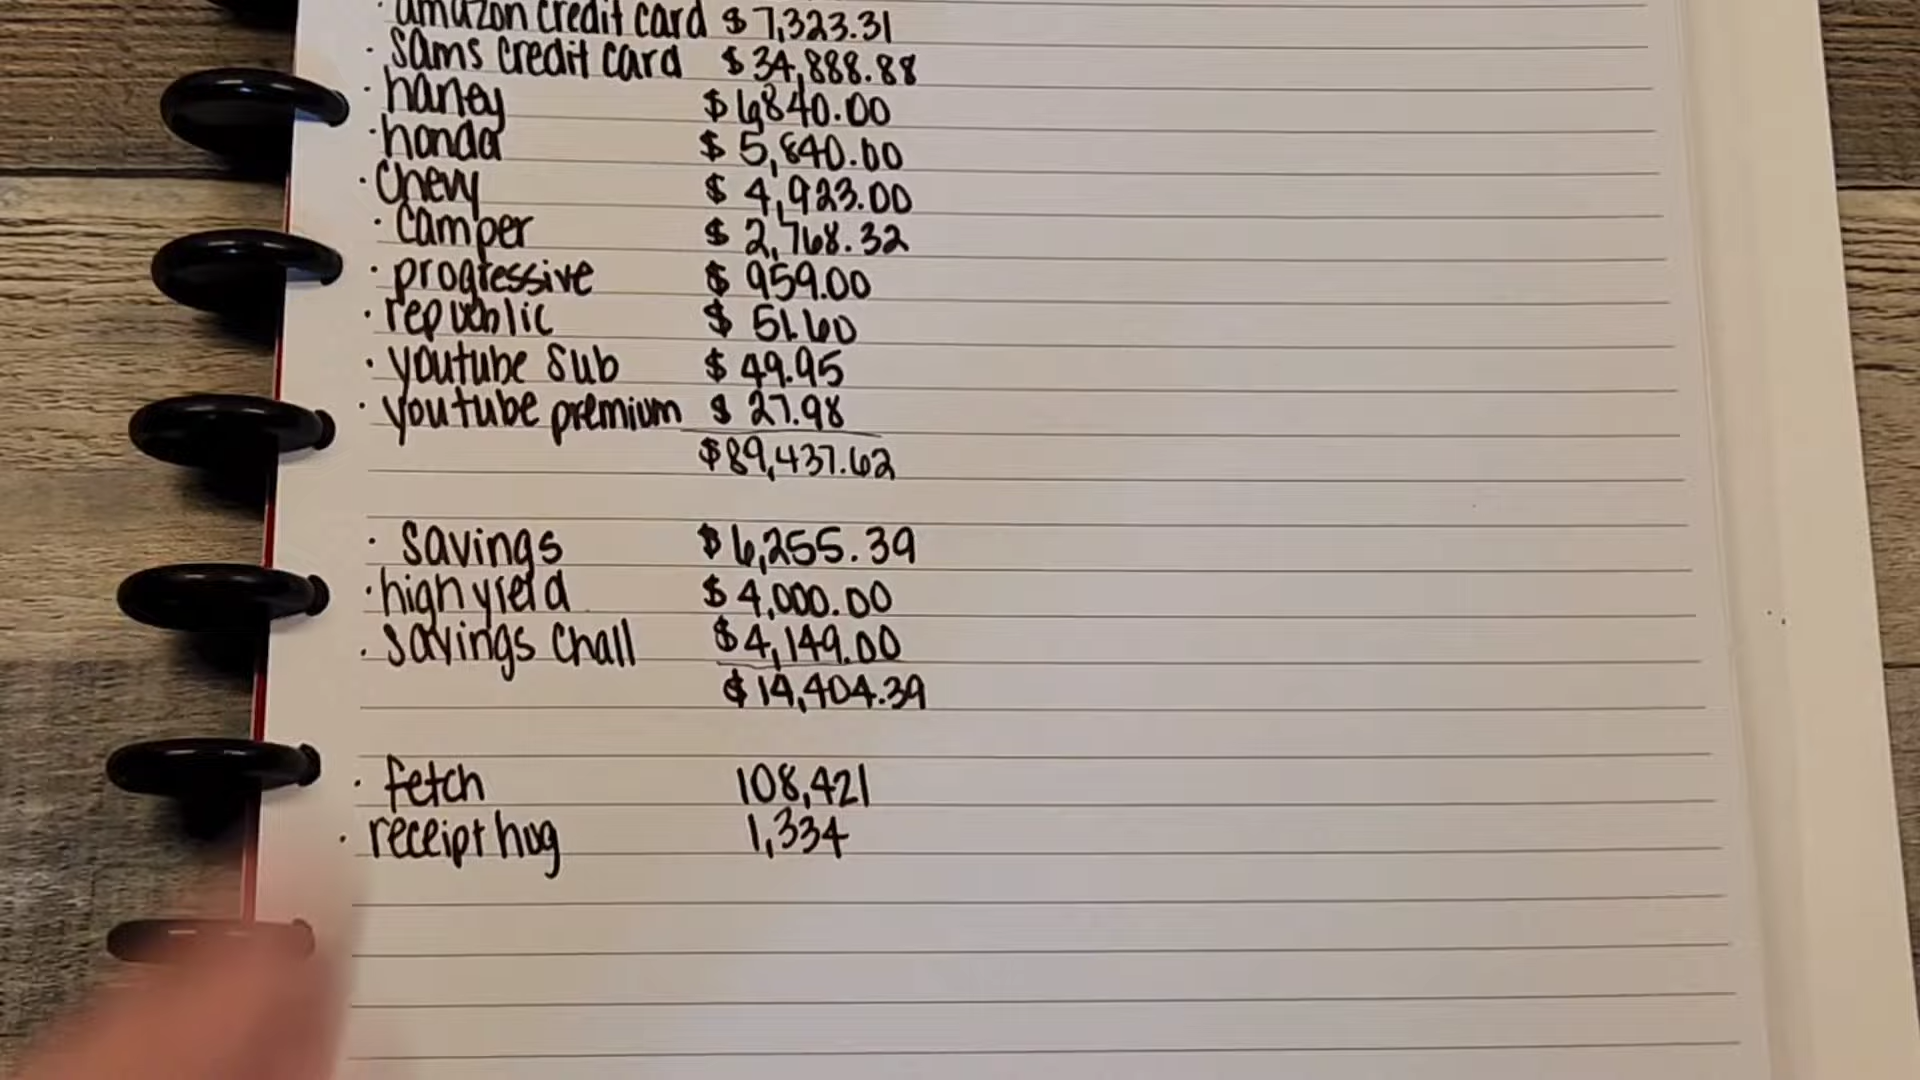 · amazon credit card $7,323.31
· sams credit card $34,888.88
· haney $6840.00
· honda $5,840.00
· Chevy $4,923.00
· Camper $2,768.32
· progressive $959.00
· republic $51.60
· youtube Sub $49.95
· youtube premium $27.98
$89,437.62
· savings $6,255.39
· high yield $4,000.00
· savings chall $4,149.00
$14,404.39
· fetch 108,421
· receipt hog 1,334